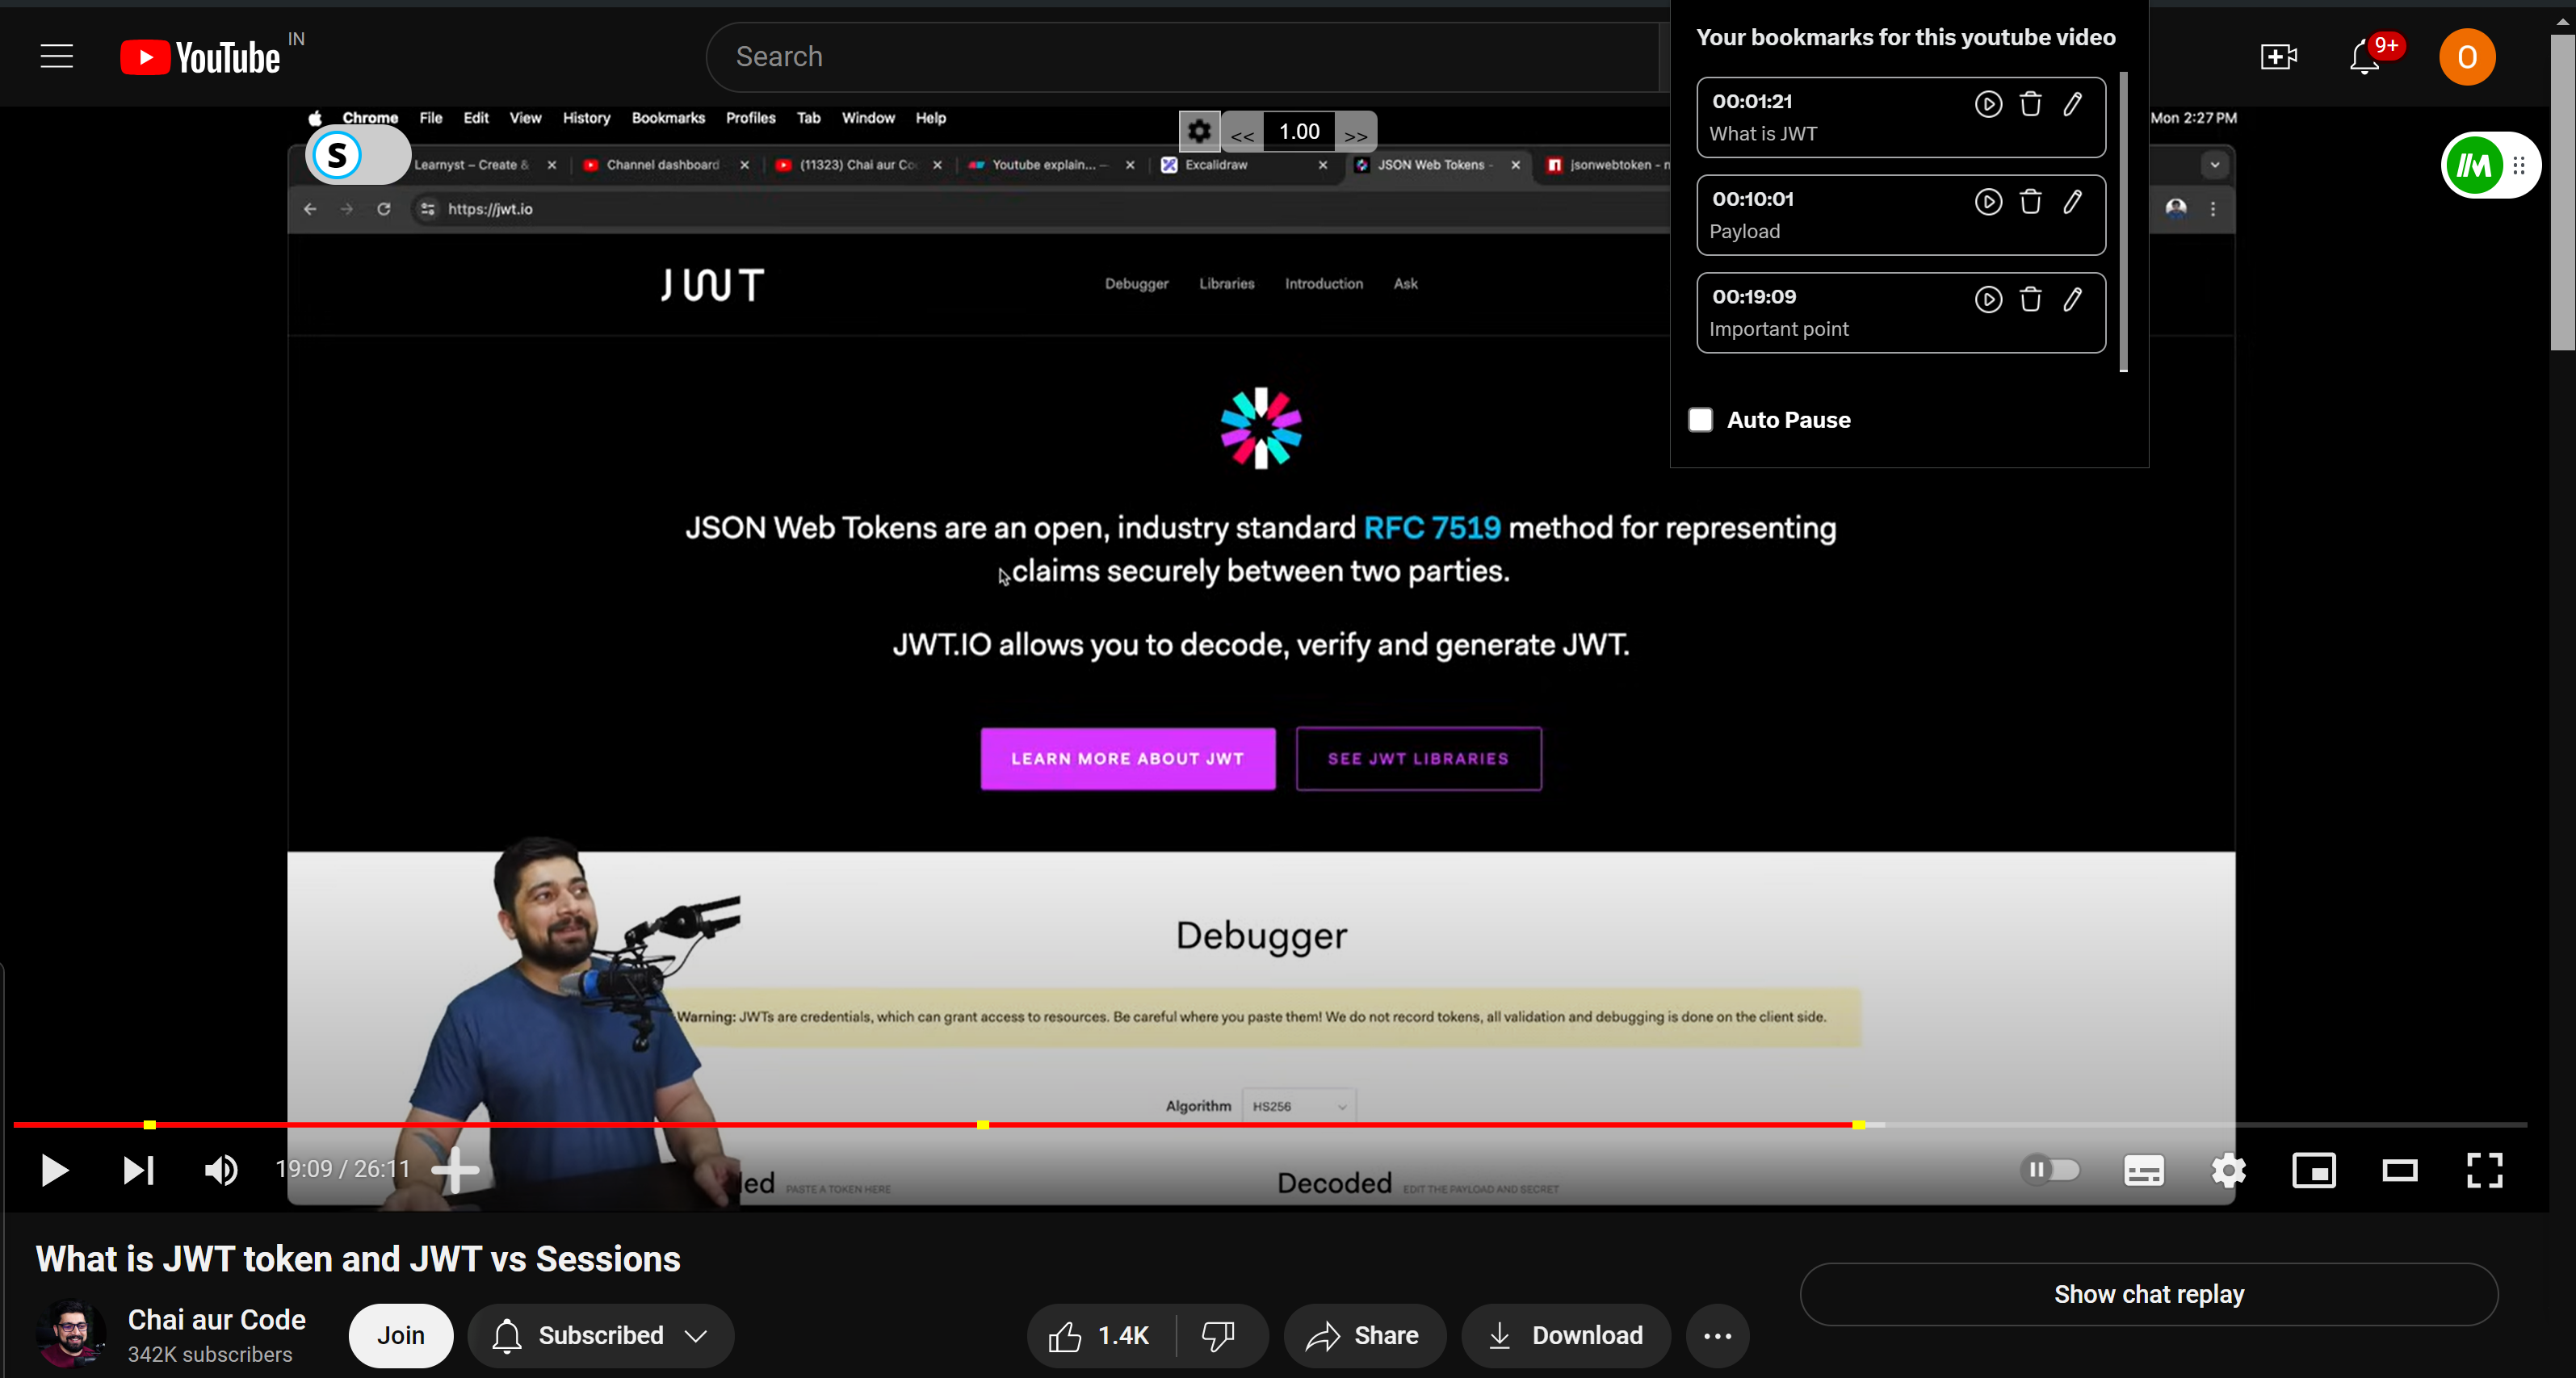 YouTube IN
Search
9+
O
Your bookmarks for this youtube video
00:01:21
What is JWT
00:10:01
Payload
00:19:09
Important point
Auto Pause
Chrome File Edit View History Bookmarks Profiles Tab Window Help
Mon 2:27 PM
S
<< 1.00 >>
Learnyst – Create &
Channel dashboard
(11323) Chai aur Co
Youtube explain... –
Excalidraw
JSON Web Tokens -
jsonwebtoken - n
https://jwt.io
JWT
Debugger Libraries Introduction Ask
JSON Web Tokens are an open, industry standard RFC 7519 method for representing
claims securely between two parties.
JWT.IO allows you to decode, verify and generate JWT.
LEARN MORE ABOUT JWT
SEE JWT LIBRARIES
Debugger
Warning: JWTs are credentials, which can grant access to resources. Be careful where you paste them! We do not record tokens, all validation and debugging is done on the client side.
Algorithm HS256
ed PASTE A TOKEN HERE
Decoded EDIT THE PAYLOAD AND SECRET
19:09 / 26:11
What is JWT token and JWT vs Sessions
Chai aur Code
342K subscribers
Join
Subscribed
1.4K
Share
Download
Show chat replay